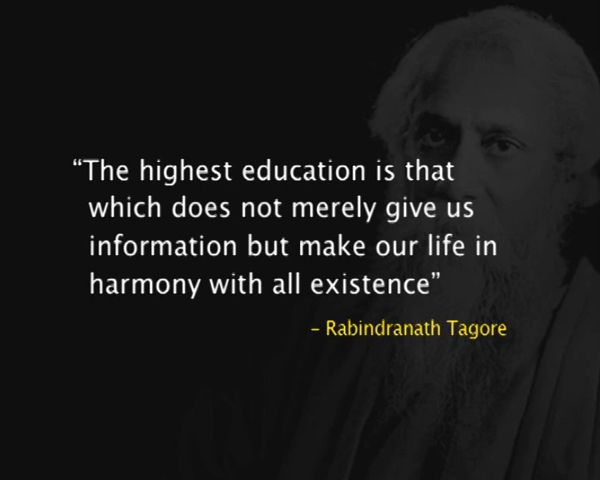 “The highest education is that
which does not merely give us
information but make our life in
harmony with all existence”
– Rabindranath Tagore